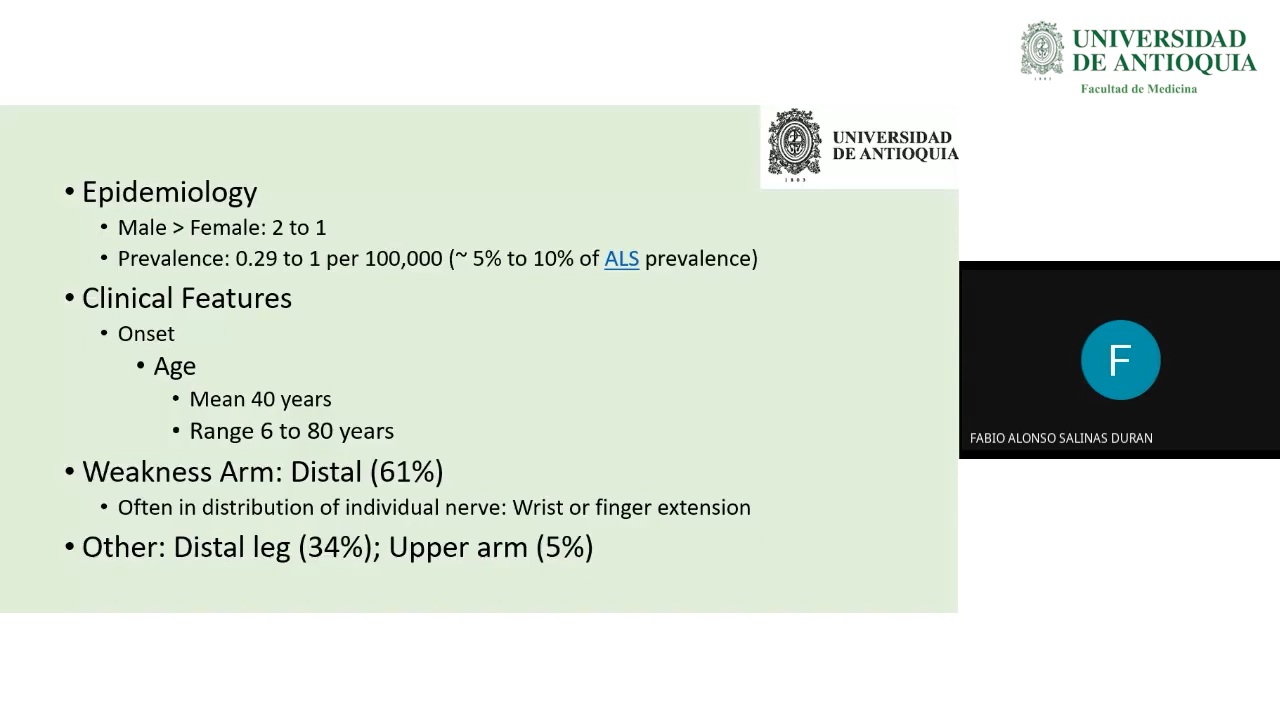 UNIVERSIDAD
DE ANTIOQUIA
1803
Facultad de Medicina
UNIVERSIDAD
DE ANTIOQUIA
1803
• Epidemiology
• Male > Female: 2 to 1
• Prevalence: 0.29 to 1 per 100,000 (~ 5% to 10% of ALS prevalence)
• Clinical Features
• Onset
• Age
• Mean 40 years
• Range 6 to 80 years
• Weakness Arm: Distal (61%)
• Often in distribution of individual nerve: Wrist or finger extension
• Other: Distal leg (34%); Upper arm (5%)
F
FABIO ALONSO SALINAS DURAN